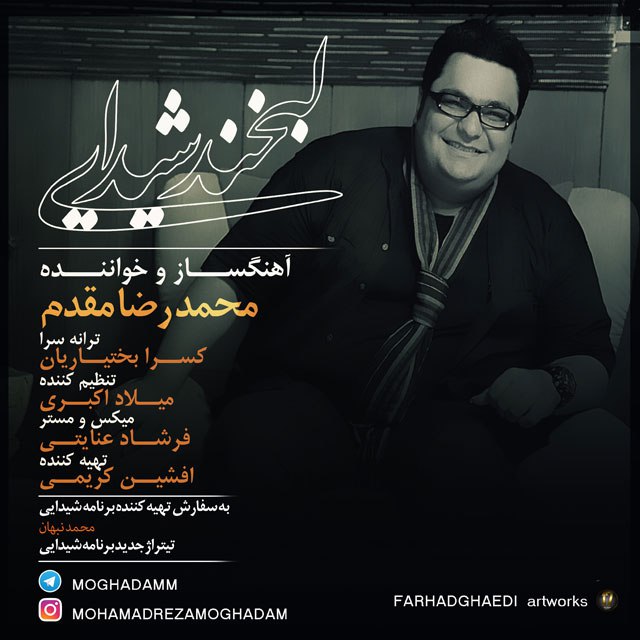 لبخند شیدایی
آهنگساز و خواننده
محمدرضا مقدم
ترانه سرا
کسرا بختیاریان
تنظیم کننده
میلاد اکبری
میکس و مستر
فرشاد عنایتی
تهیه کننده
افشین کریمی
به سفارش تهیه کننده برنامه شیدایی
محمد نبهان
تیتراژ جدید برنامه شیدایی
MOGHADAMM
MOHAMADREZAMOGHADAM
FARHADGHAEDI artworks